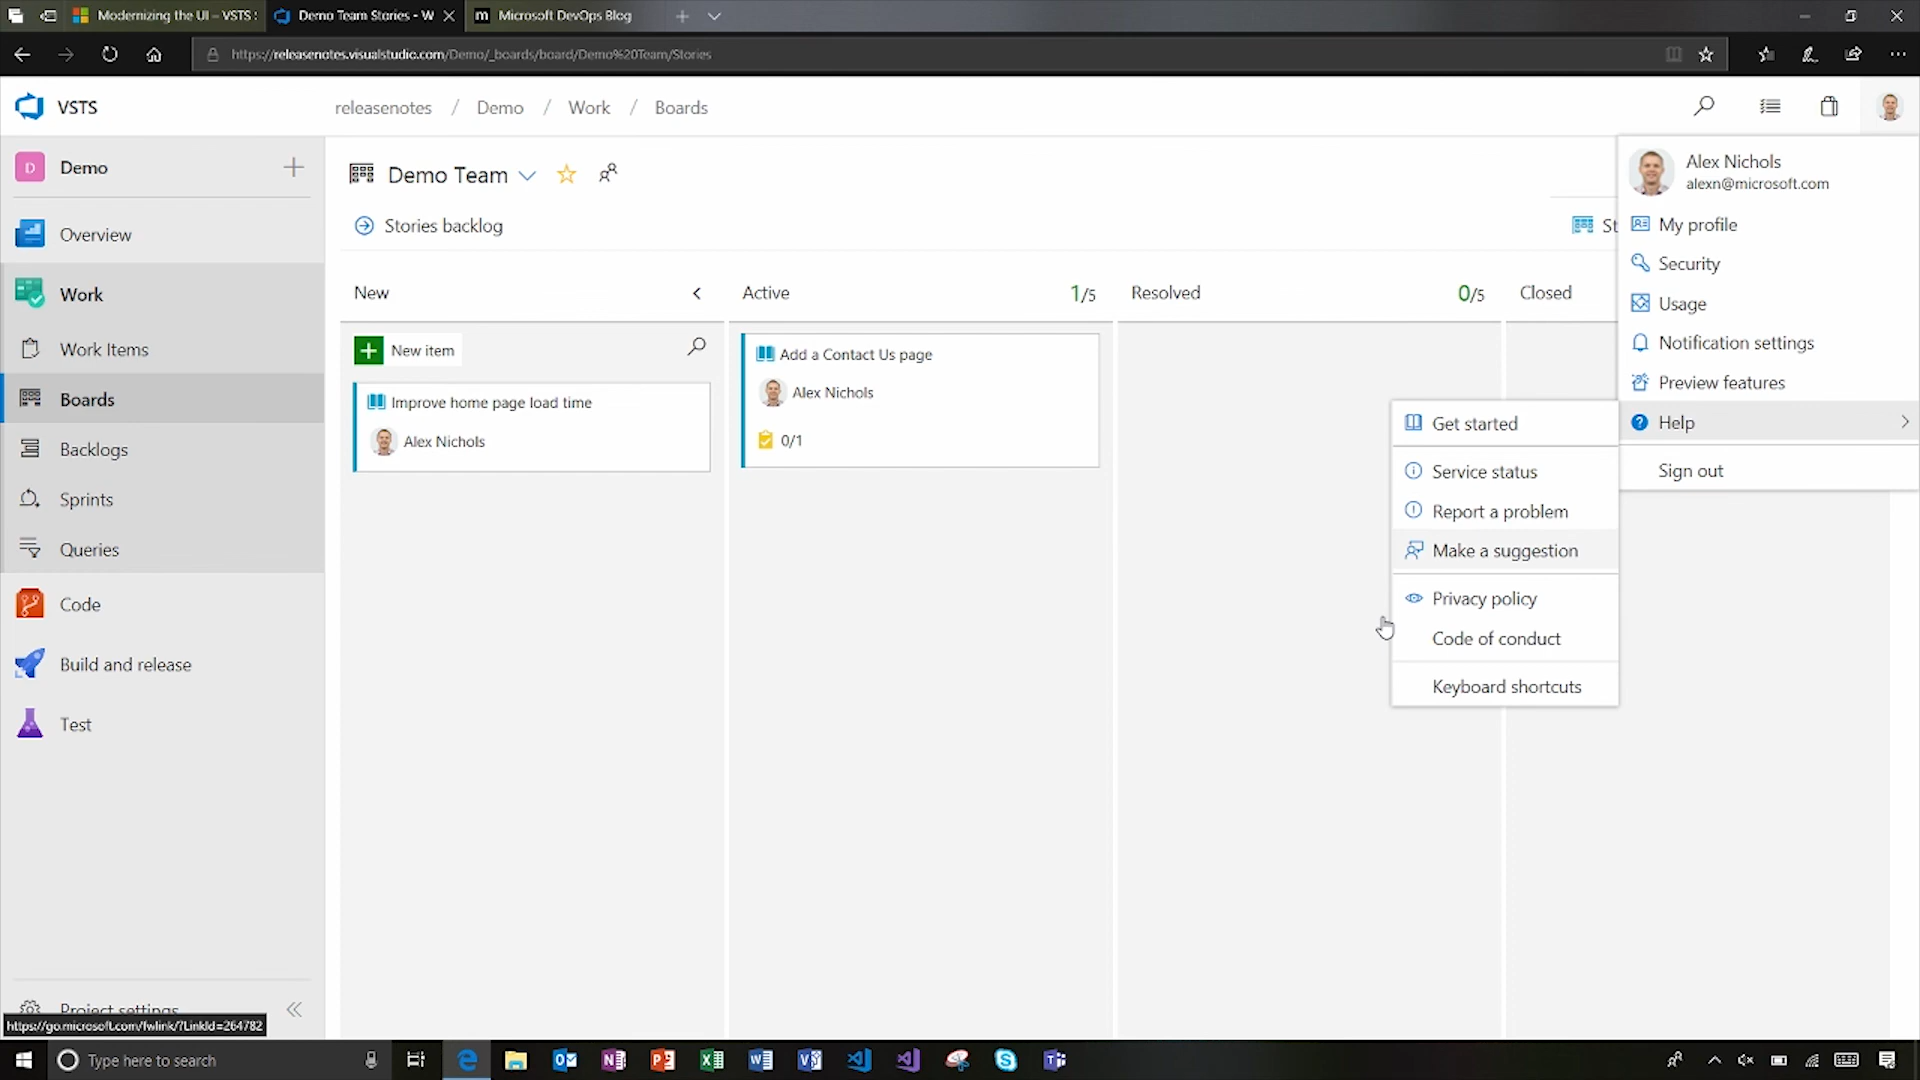 Modernizing the UI – VSTS :
Demo Team Stories - W
Microsoft DevOps Blog
https://releasenotes.visualstudio.com/Demo/_boards/board/Demo%20Team/Stories
VSTS
releasenotes / Demo / Work / Boards
D Demo
Demo Team
Alex Nichols
alexn@microsoft.com
Overview
Stories backlog
St
My profile
Security
Work
New
Active 1/5
Resolved 0/5
Closed
Usage
Work Items
New item
Add a Contact Us page
Alex Nichols
0/1
Notification settings
Preview features
Boards
Improve home page load time
Alex Nichols
Help
Get started
Backlogs
Service status
Sign out
Sprints
Report a problem
Queries
Make a suggestion
Code
Privacy policy
Code of conduct
Build and release
Keyboard shortcuts
Test
Project settings
https://go.microsoft.com/fwlink/?LinkId=264782
Type here to search